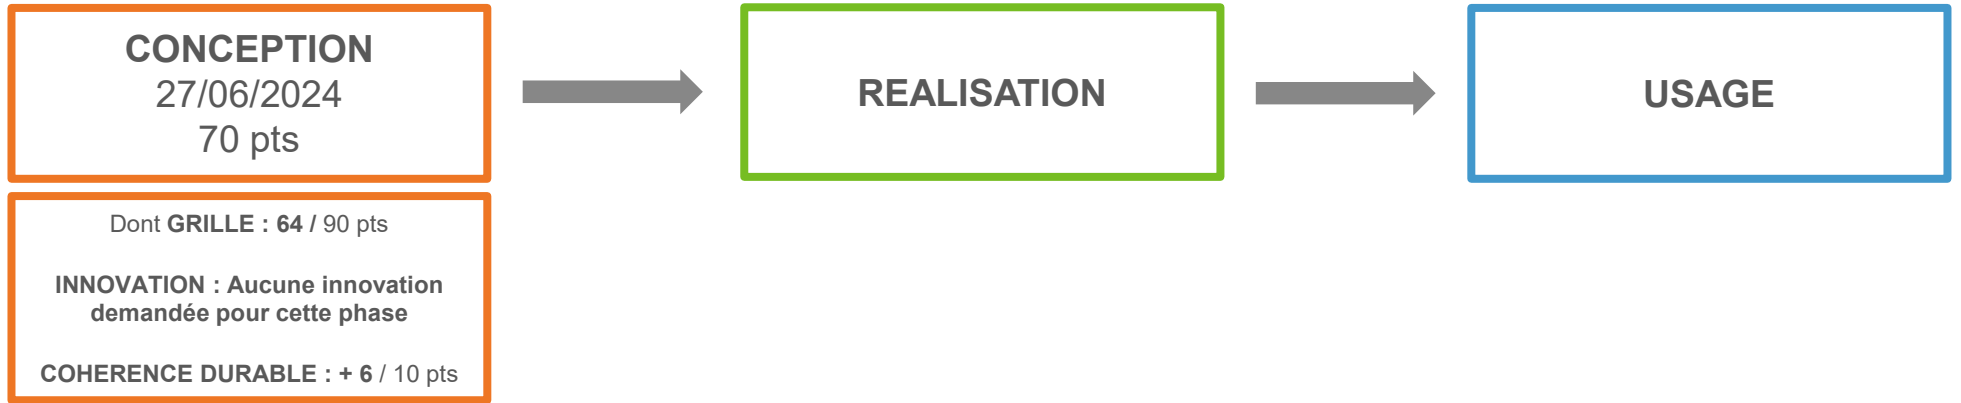 CONCEPTION
27/06/2024
70 pts
REALISATION
USAGE
Dont GRILLE : 64 / 90 pts
INNOVATION : Aucune innovation
demandée pour cette phase
COHERENCE DURABLE : + 6 / 10 pts